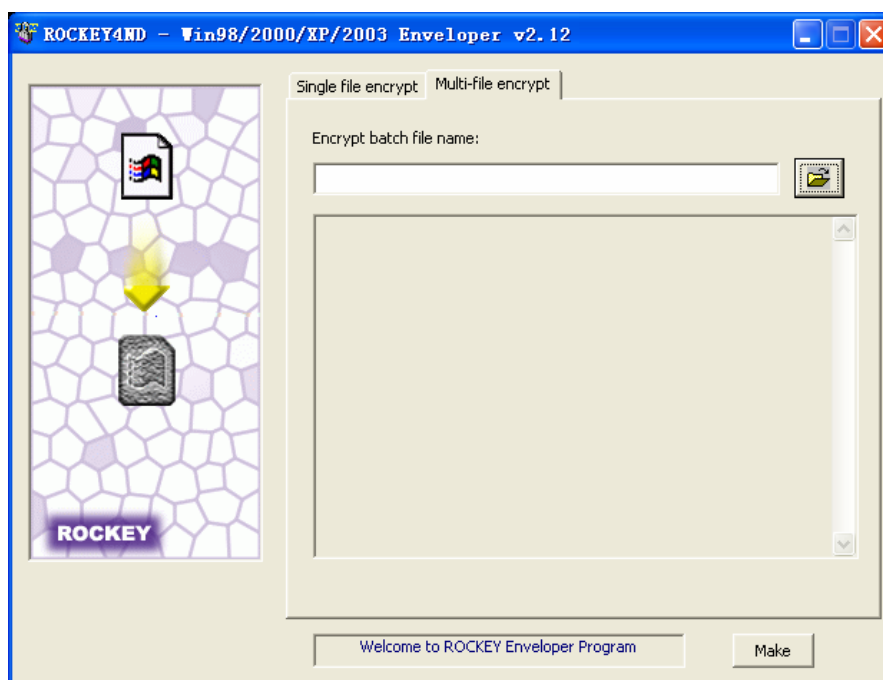 ROCKEY4ND - Win98/2000/XP/2003 Enveloper v2.12
Single file encrypt
Multi-file encrypt
Encrypt batch file name:
ROCKEY
Welcome to ROCKEY Enveloper Program
Make